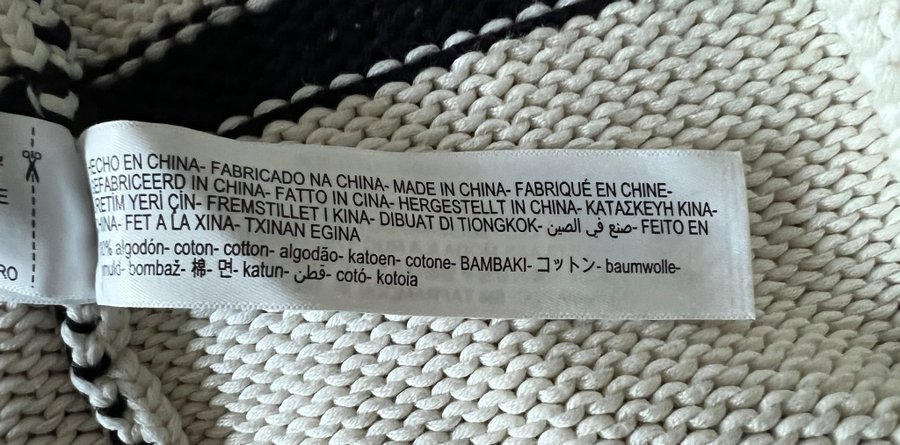 RO
HECHO EN CHINA- FABRICADO NA CHINA- MADE IN CHINA- FABRIQUÉ EN CHINE-
GEFABRICEERD IN CHINA- FATTO IN CINA- HERGESTELLT IN CHINA- ΚΑΤΑΣΚΕΥΗ ΚΙΝΑ-
ÜRETİM YERİ ÇİN- FREMSTILLET I KINA- DIBUAT DI TIONGKOK- صنع في الصين- FEITO EN
CHINA- FET A LA XINA- TXINAN EGINA
algodón- coton- cotton- algodão- katoen- cotone- BAMBAKI- コットン- baumwolle-
bombaž- 棉- 면- katun- قطن- cotó- kotoia